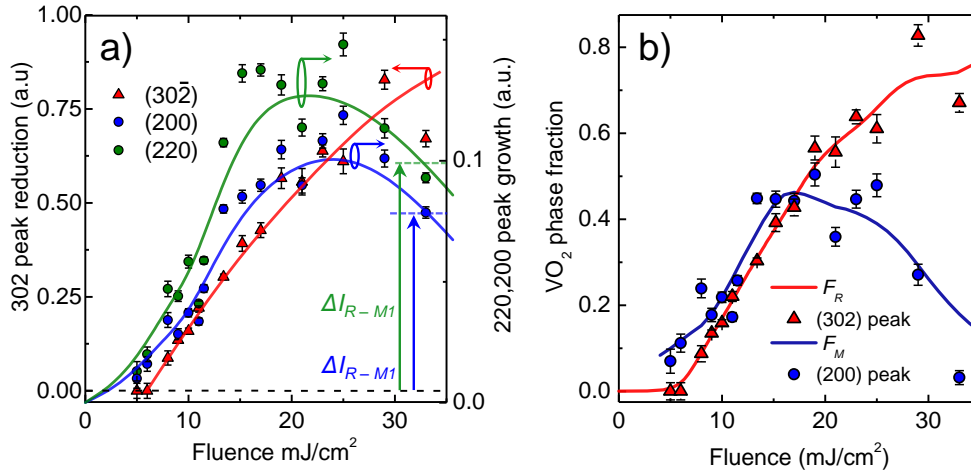 a)
302 peak reduction (a.u)
1.00
0.75
0.50
0.25
0.00
(302̅)
(200)
(220)
ΔI_{R – M1}
ΔI_{R – M1}
0.1
0.0
220,200 peak growth (a.u.)
0
10
20
30
Fluence mJ/cm²
b)
VO₂ phase fraction
0.8
0.6
0.4
0.2
0.0
F_R
(302) peak
F_M
(200) peak
0
10
20
30
Fluence (mJ/cm²)